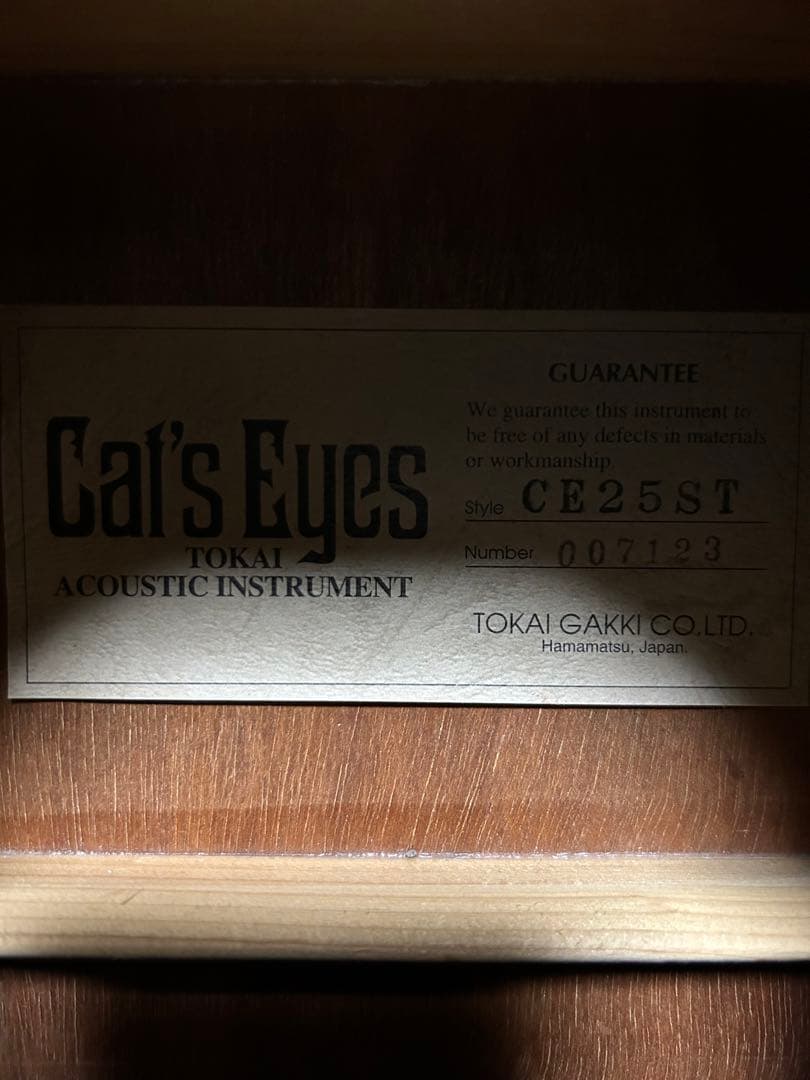 Cat's Eyes
TOKAI
ACOUSTIC INSTRUMENT
GUARANTEE
We guarantee this instrument to
be free of any defects in materials
or workmanship.
Style CE25ST
Number 007123
TOKAI GAKKI CO.LTD.
Hamamatsu, Japan.